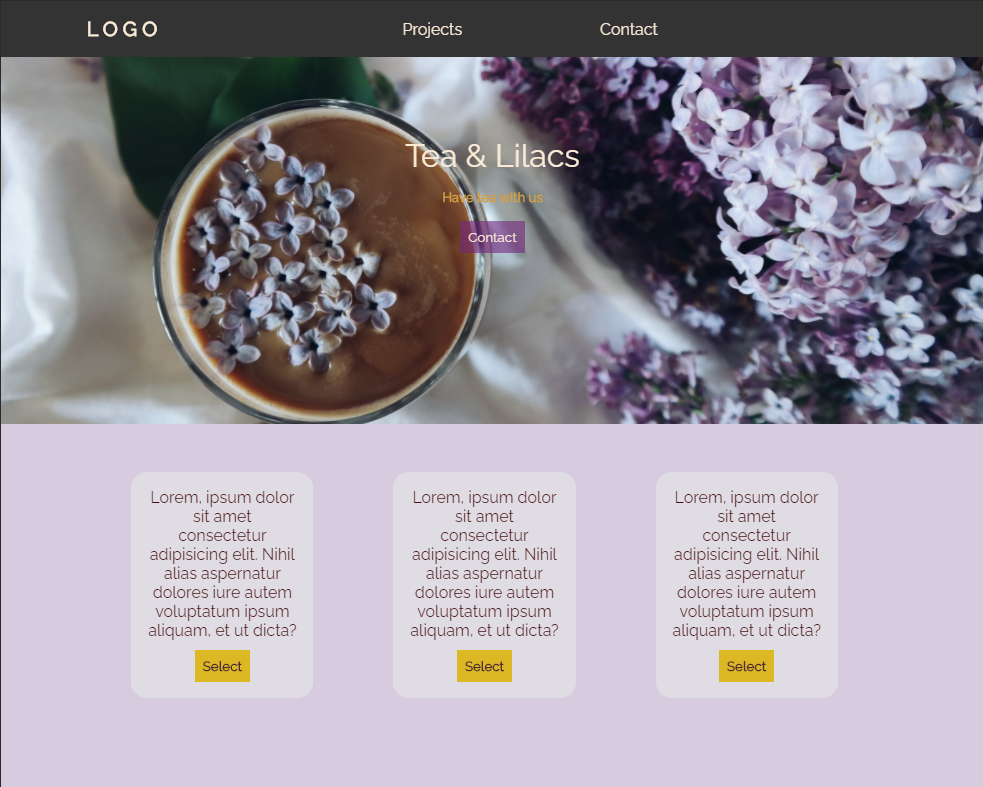 LOGO Projects Contact
Tea & Lilacs
Have tea with us
Contact
Lorem, ipsum dolor
sit amet
consectetur
adipisicing elit. Nihil
alias aspernatur
dolores iure autem
voluptatum ipsum
aliquam, et ut dicta?
Select
Lorem, ipsum dolor
sit amet
consectetur
adipisicing elit. Nihil
alias aspernatur
dolores iure autem
voluptatum ipsum
aliquam, et ut dicta?
Select
Lorem, ipsum dolor
sit amet
consectetur
adipisicing elit. Nihil
alias aspernatur
dolores iure autem
voluptatum ipsum
aliquam, et ut dicta?
Select